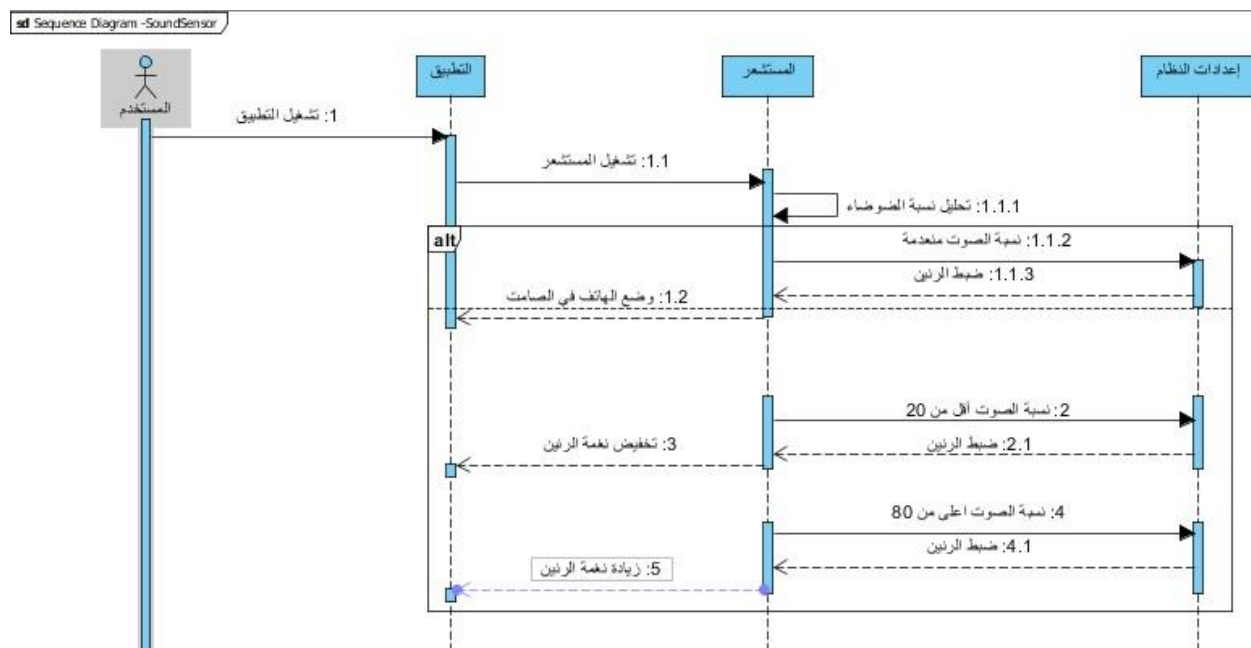 sd Sequence Diagram -SoundSensor
المستخدم
التطبيق
المستشعر
إعدادات النظام
1: تشغيل التطبيق
1.1: تشغيل المستشعر
1.1.1: تحليل نسبة الضوضاء
alt
1.1.2: نسبة الصوت منعدمة
1.1.3: ضبط الرنين
1.2: وضع الهاتف في الصامت
2: نسبة الصوت أقل من 20
2.1: ضبط الرنين
3: تخفيض نغمة الرنين
4: نسبة الصوت اعلى من 80
4.1: ضبط الرنين
5: زيادة نغمة الرنين